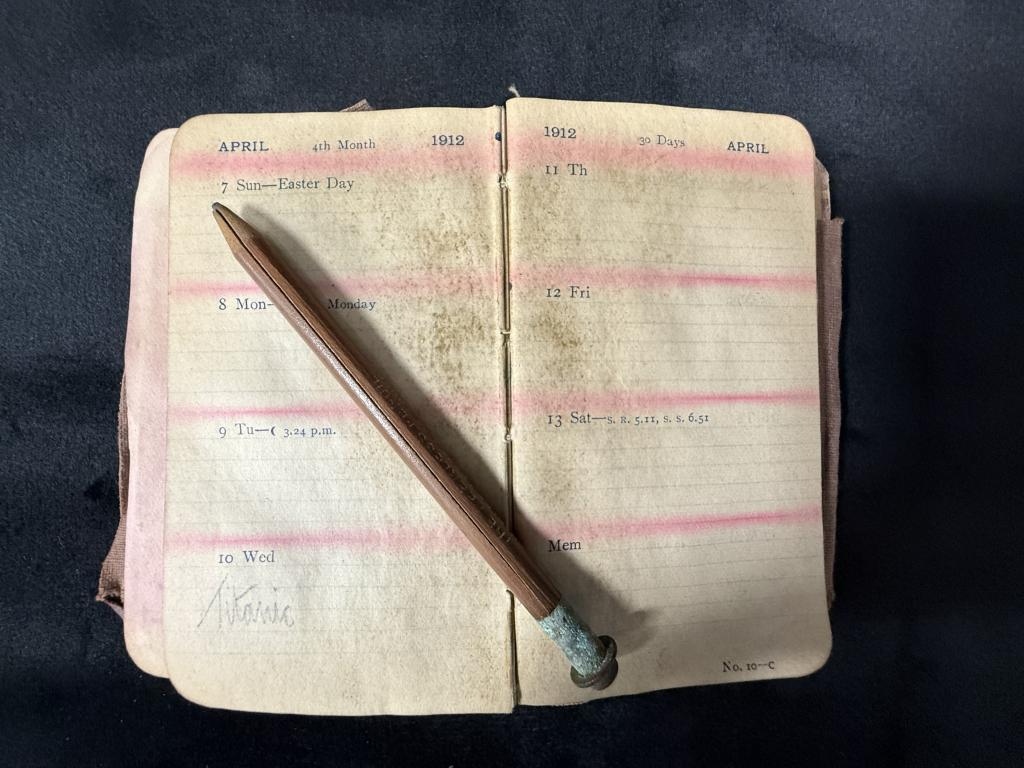 APRIL 4th Month 1912
7 Sun—Easter Day
8 Mon— Monday
9 Tu—☾ 3.24 p.m.
10 Wed
Titanic
1912 30 Days APRIL
11 Th
12 Fri
13 Sat—S. R. 5.11, S. S. 6.51
Mem
No. 10—C